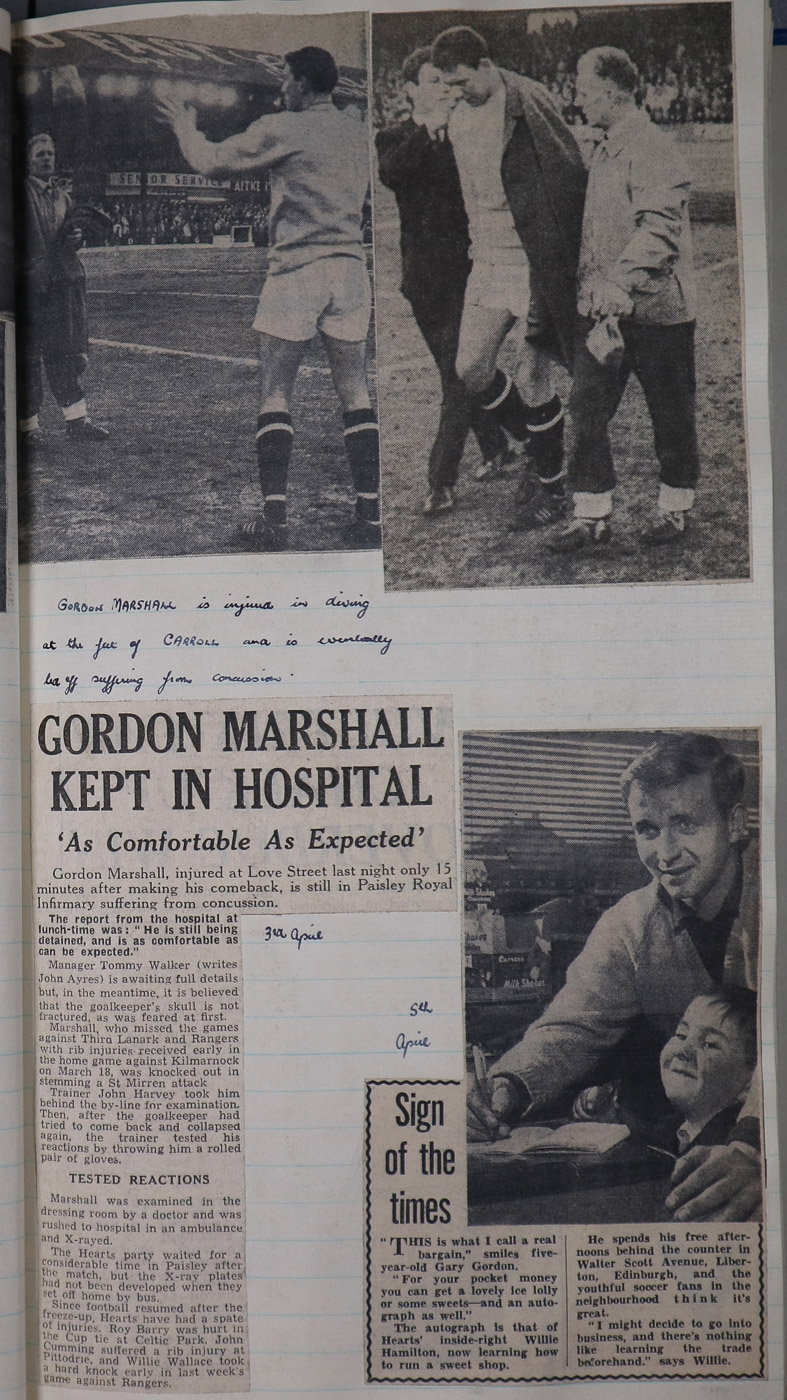 SENIOR SERVICE
AITKE
GORDON MARSHALL is injured in diving
at the feet of CARROLL and is eventually
led off suffering from concussion.
GORDON MARSHALL
KEPT IN HOSPITAL
‘As Comfortable As Expected’
Gordon Marshall, injured at Love Street last night only 15
minutes after making his comeback, is still in Paisley Royal
Infirmary suffering from concussion.
The report from the hospital at
lunch-time was: “ He is still being
detained, and is as comfortable as
can be expected.”
Manager Tommy Walker (writes
John Ayres) is awaiting full details
but, in the meantime, it is believed
that the goalkeeper's skull is not
fractured, as was feared at first.
Marshall, who missed the games
against Third Lanark and Rangers
with rib injuries received early in
the home game against Kilmarnock
on March 18, was knocked out in
stemming a St Mirren attack
Trainer John Harvey took him
behind the by-line for examination.
Then, after the goalkeeper had
tried to come back and collapsed
again, the trainer tested his
reactions by throwing him a rolled
pair of gloves.
TESTED REACTIONS
Marshall was examined in the
dressing room by a doctor and was
rushed to hospital in an ambulance
and X-rayed.
The Hearts party waited for a
considerable time in Paisley after
the match, but the X-ray plates
had not been developed when they
set off home by bus.
Since football resumed after the
freeze-up, Hearts have had a spate
of injuries. Roy Barry was hurt in
the Cup tie at Celtic Park. John
Cumming suffered a rib injury at
Pittodrie, and Willie Wallace took
a hard knock early in last week's
game against Rangers.
3rd April
5th
April
Milk Shakes
Sign
of the
times
“ THIS is what I call a real
bargain,” smiles five-
year-old Gary Gordon.
“ For your pocket money
you can get a lovely ice lolly
or some sweets—and an auto-
graph as well.”
The autograph is that of
Hearts' inside-right Willie
Hamilton, now learning how
to run a sweet shop.
He spends his free after-
noons behind the counter in
Walter Scott Avenue, Liber-
ton, Edinburgh, and the
youthful soccer fans in the
neighbourhood think it's
great.
“ I might decide to go into
business, and there's nothing
like learning the trade
beforehand.” says Willie.